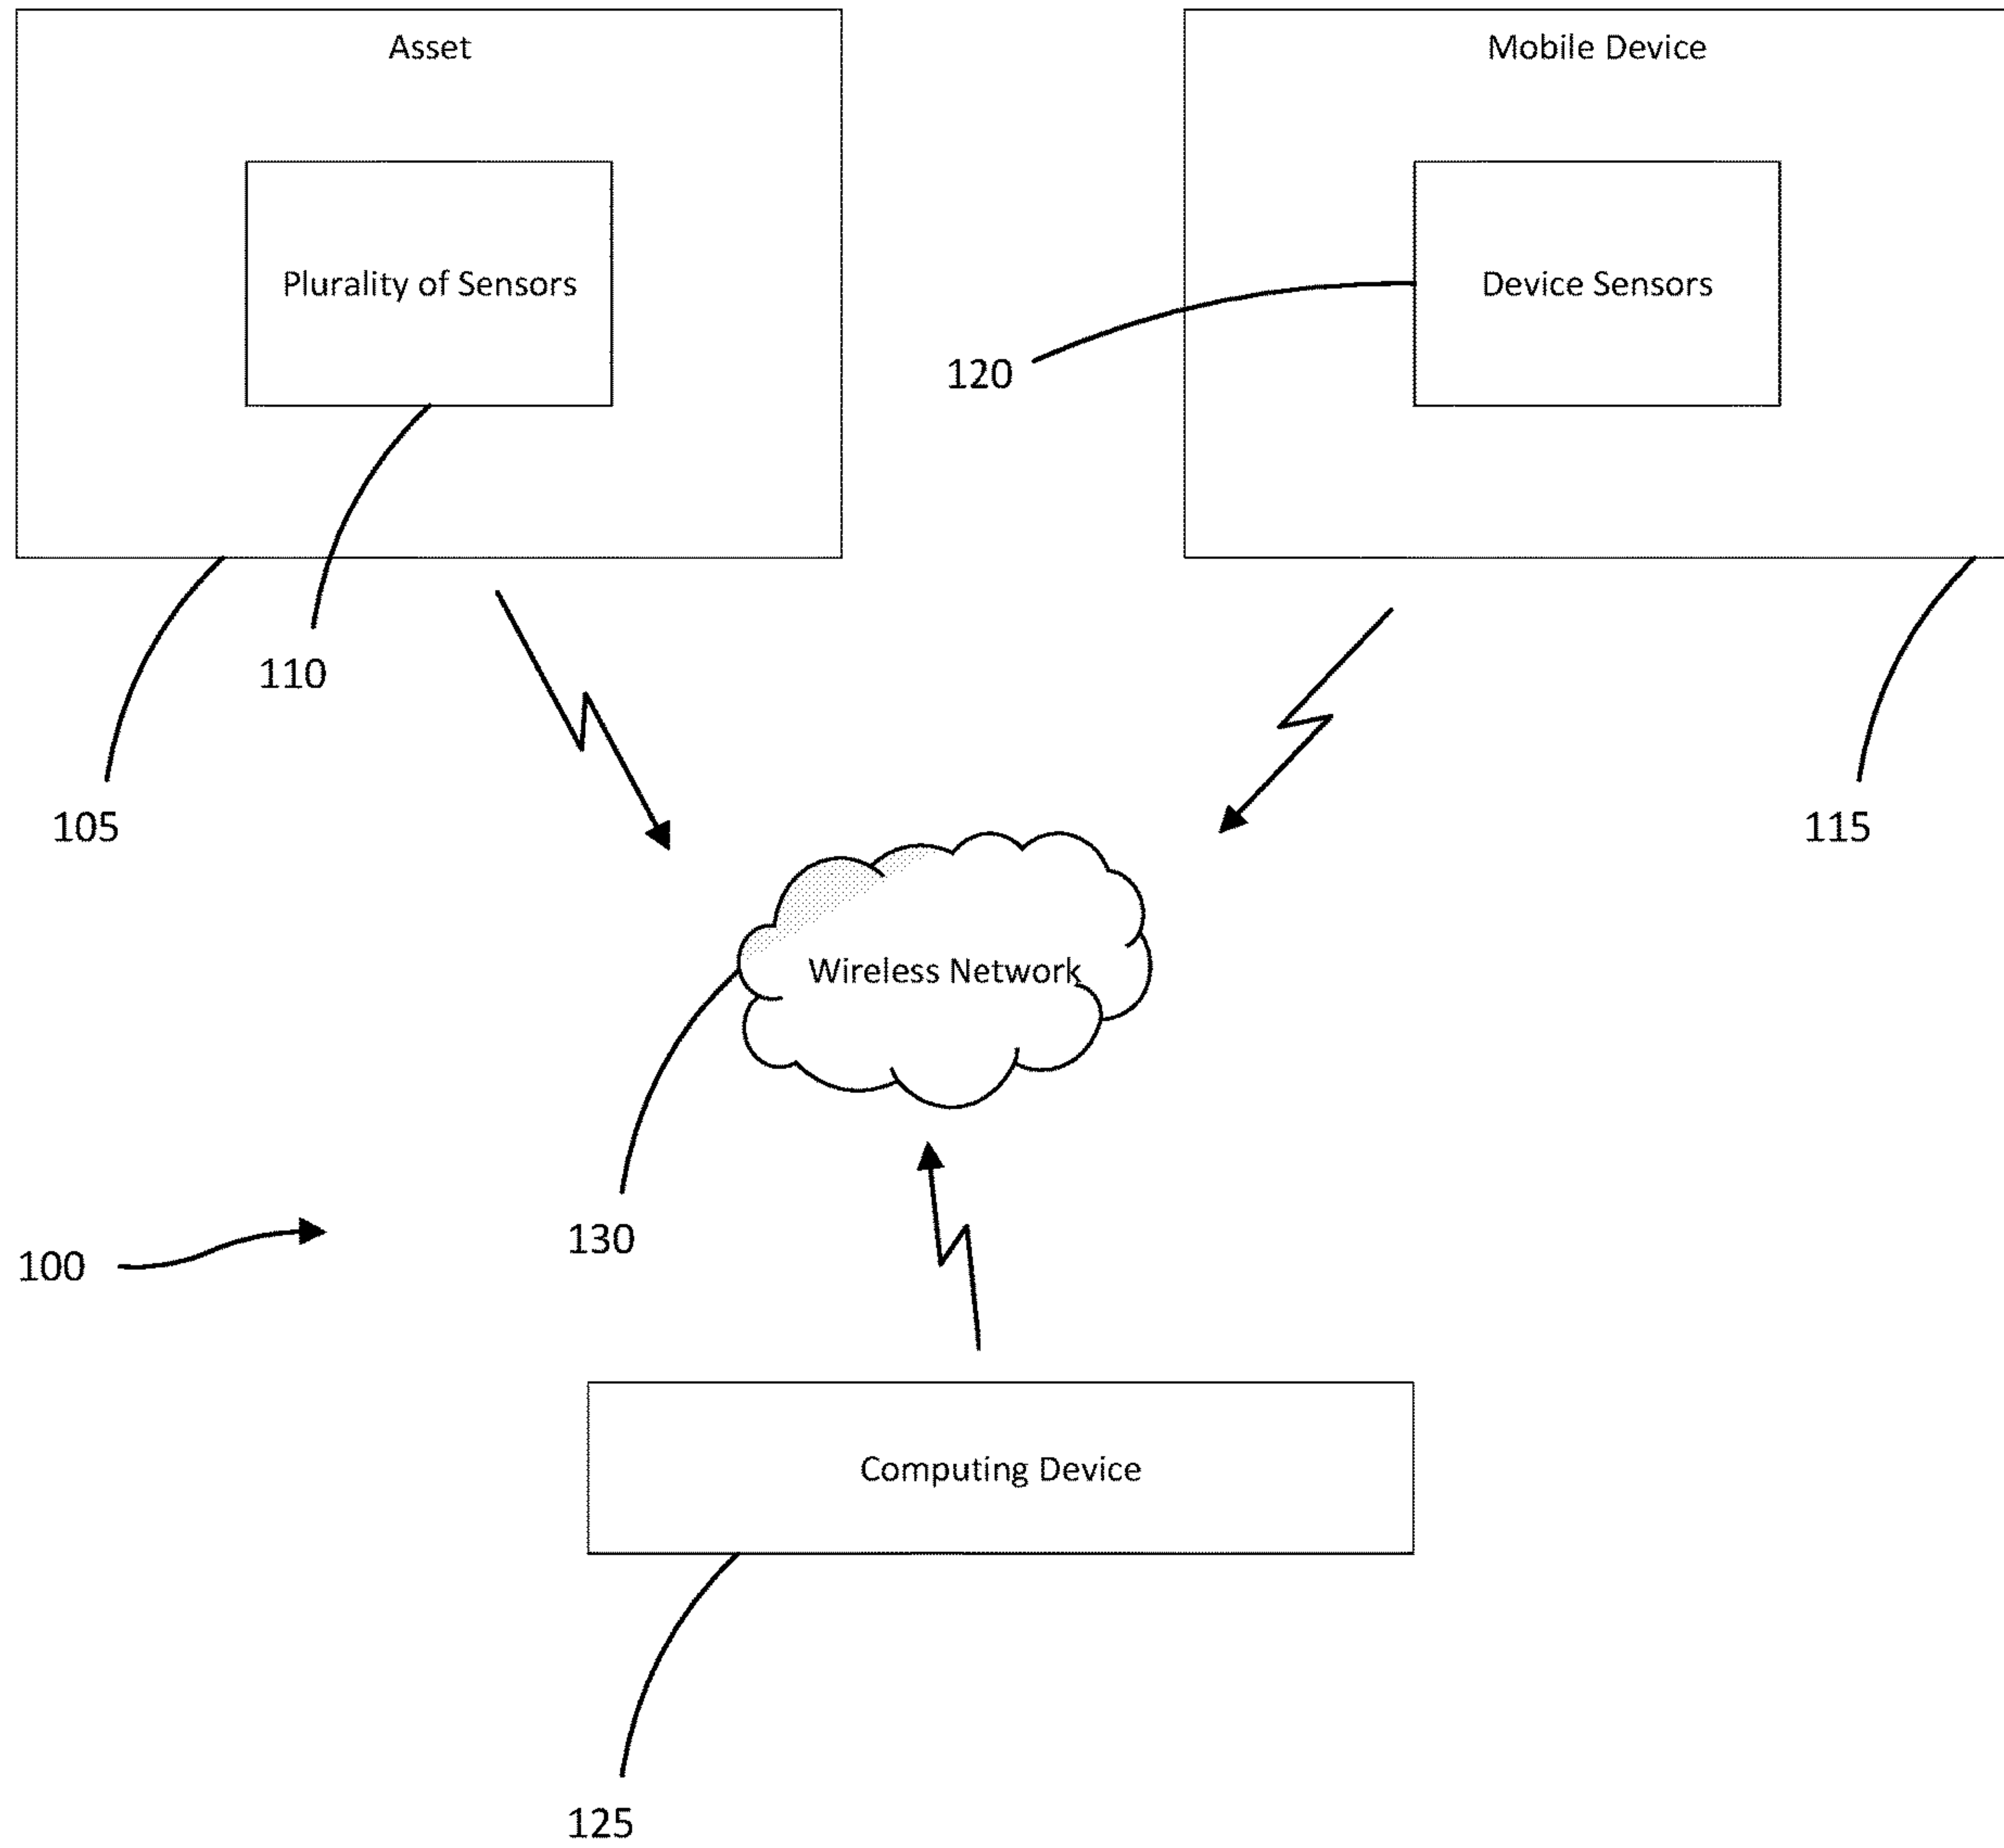 Asset
Mobile Device
Plurality of Sensors
Device Sensors
120
110
105
115
Wireless Network
130
100
Computing Device
125